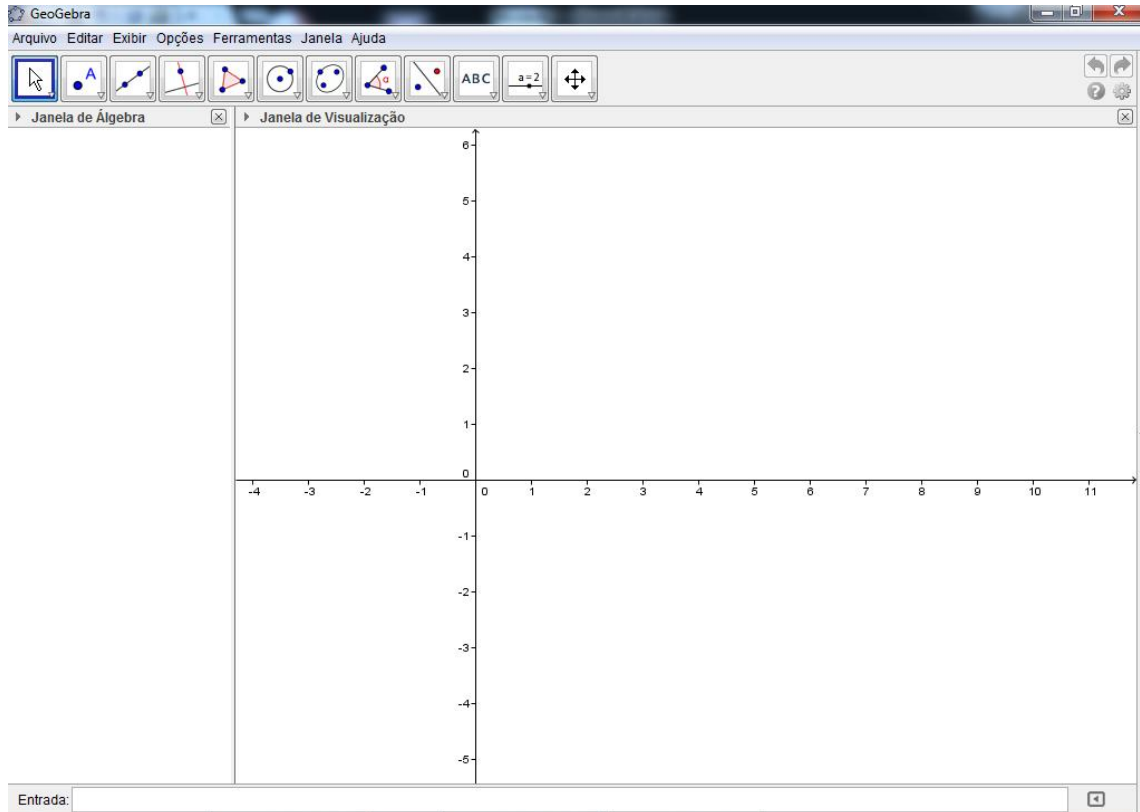 GeoGebra
Arquivo Editar Exibir Opções Ferramentas Janela Ajuda
A
α
ABC
a=2
Janela de Álgebra
Janela de Visualização
6
5
4
3
2
1
0
-4 -3 -2 -1 0 1 2 3 4 5 6 7 8 9 10 11
-1
-2
-3
-4
-5
Entrada: